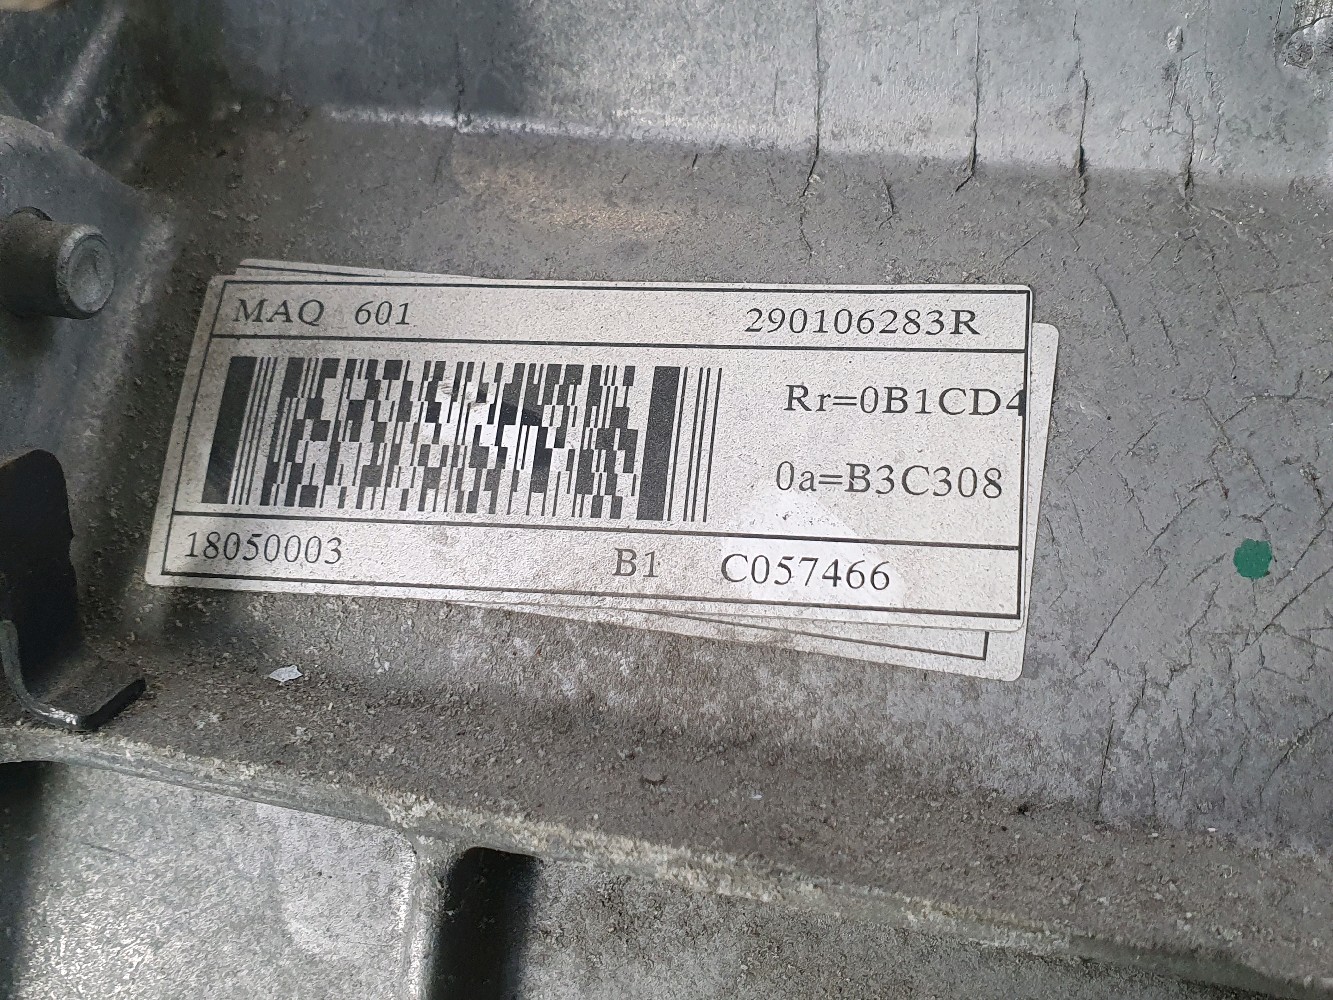 MAQ 601 290106283R
Rr=0B1CD4
0a=B3C308
18050003 B1 C057466